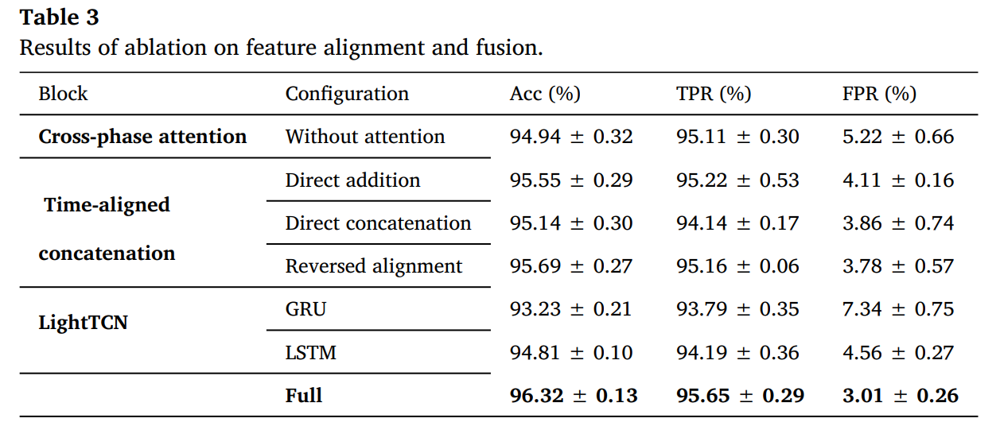 Table 3
Results of ablation on feature alignment and fusion.
Block Configuration Acc (%) TPR (%) FPR (%)
Cross-phase attention Without attention 94.94 ± 0.32 95.11 ± 0.30 5.22 ± 0.66
Time-aligned
concatenation
Direct addition 95.55 ± 0.29 95.22 ± 0.53 4.11 ± 0.16
Direct concatenation 95.14 ± 0.30 94.14 ± 0.17 3.86 ± 0.74
Reversed alignment 95.69 ± 0.27 95.16 ± 0.06 3.78 ± 0.57
LightTCN
GRU 93.23 ± 0.21 93.79 ± 0.35 7.34 ± 0.75
LSTM 94.81 ± 0.10 94.19 ± 0.36 4.56 ± 0.27
Full 96.32 ± 0.13 95.65 ± 0.29 3.01 ± 0.26